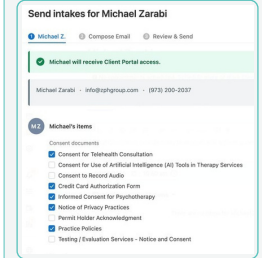 Send intakes for Michael Zarabi
1 Michael Z. 2 Compose Email 3 Review & Send
Michael will receive Client Portal access.
Michael Zarabi · info@zphgroup.com · (973) 200-2037
MZ Michael's items
Consent documents
Consent for Telehealth Consultation
Consent for Use of Artificial Intelligence (AI) Tools in Therapy Services
Consent to Record Audio
Credit Card Authorization Form
Informed Consent for Psychotherapy
Notice of Privacy Practices
Permit Holder Acknowledgment
Practice Policies
Testing / Evaluation Services - Notice and Consent